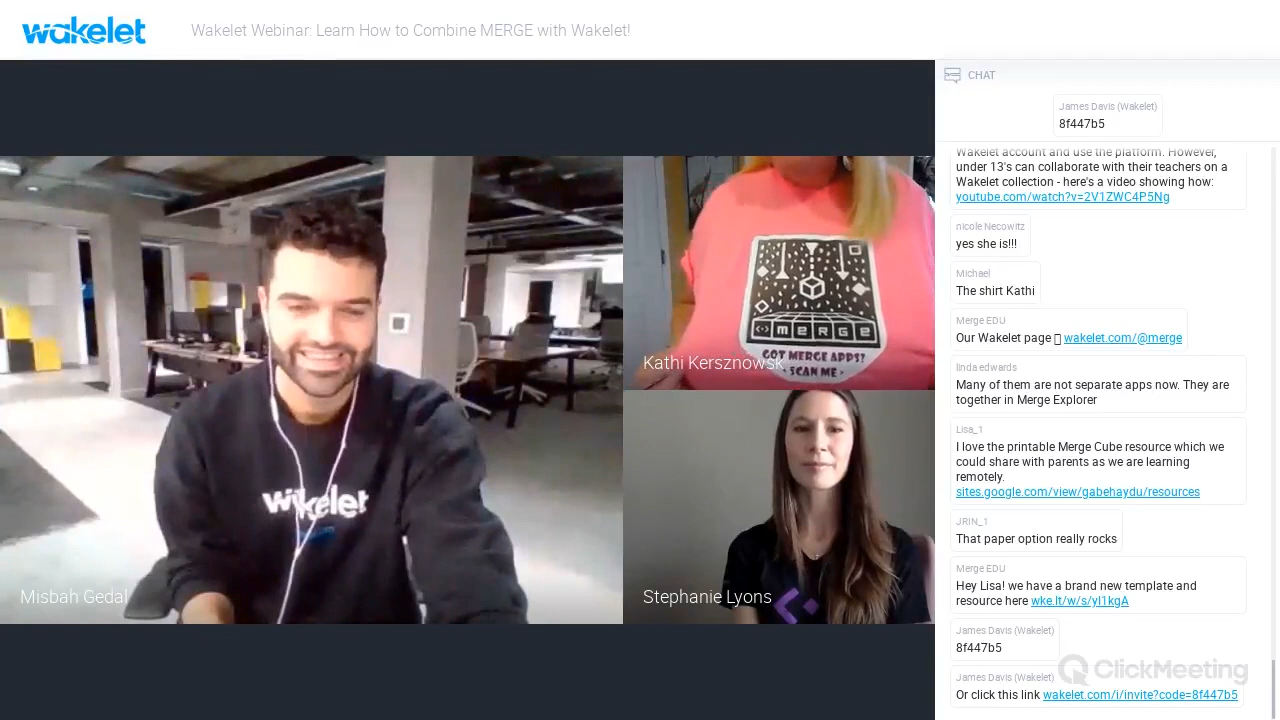 wakelet
Wakelet Webinar: Learn How to Combine MERGE with Wakelet!
wakelet
MERGE
GOT MERGE APPS?
SCAN ME
Kathi Kersznowsk
Misbah Gedal
Stephanie Lyons
CHAT
James Davis (Wakelet)
8f447b5
Wakelet account and use the platform. However,
under 13's can collaborate with their teachers on a
Wakelet collection - here's a video showing how:
youtube.com/watch?v=2V1ZWC4P5Ng
nicole Necowitz
yes she is!!!
Michael
The shirt Kathi
Merge EDU
Our Wakelet page wakelet.com/@merge
linda edwards
Many of them are not separate apps now. They are
together in Merge Explorer
Lisa_1
I love the printable Merge Cube resource which we
could share with parents as we are learning
remotely.
sites.google.com/view/gabehaydu/resources
JRIN_1
That paper option really rocks
Merge EDU
Hey Lisa! we have a brand new template and
resource here wke.lt/w/s/yl1kgA
James Davis (Wakelet)
8f447b5
ClickMeeting
James Davis (Wakelet)
Or click this link wakelet.com/i/invite?code=8f447b5